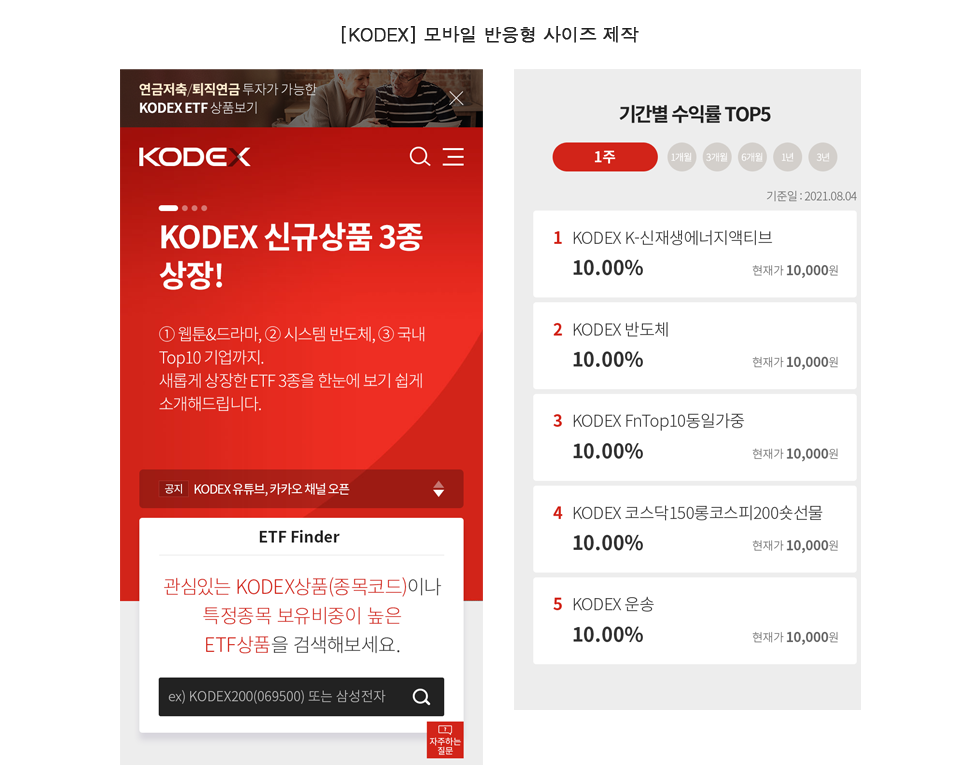 [KODEX] 모바일 반응형 사이즈 제작
연금저축/퇴직연금 투자가 가능한
KODEX ETF 상품보기
KODEX
KODEX 신규상품 3종
상장!
① 웹툰&드라마, ② 시스템 반도체, ③ 국내
Top10 기업까지.
새롭게 상장한 ETF 3종을 한눈에 보기 쉽게
소개해드립니다.
공지 KODEX 유튜브, 카카오 채널 오픈
ETF Finder
관심있는 KODEX상품(종목코드)이나
특정종목 보유비중이 높은
ETF상품을 검색해보세요.
ex) KODEX200(069500) 또는 삼성전자
자주하는
질문
기간별 수익률 TOP5
1주 1개월 3개월 6개월 1년 3년
기준일 : 2021.08.04
1 KODEX K-신재생에너지액티브
10.00% 현재가 10,000원
2 KODEX 반도체
10.00% 현재가 10,000원
3 KODEX FnTop10동일가중
10.00% 현재가 10,000원
4 KODEX 코스닥150롱코스피200숏선물
10.00% 현재가 10,000원
5 KODEX 운송
10.00% 현재가 10,000원